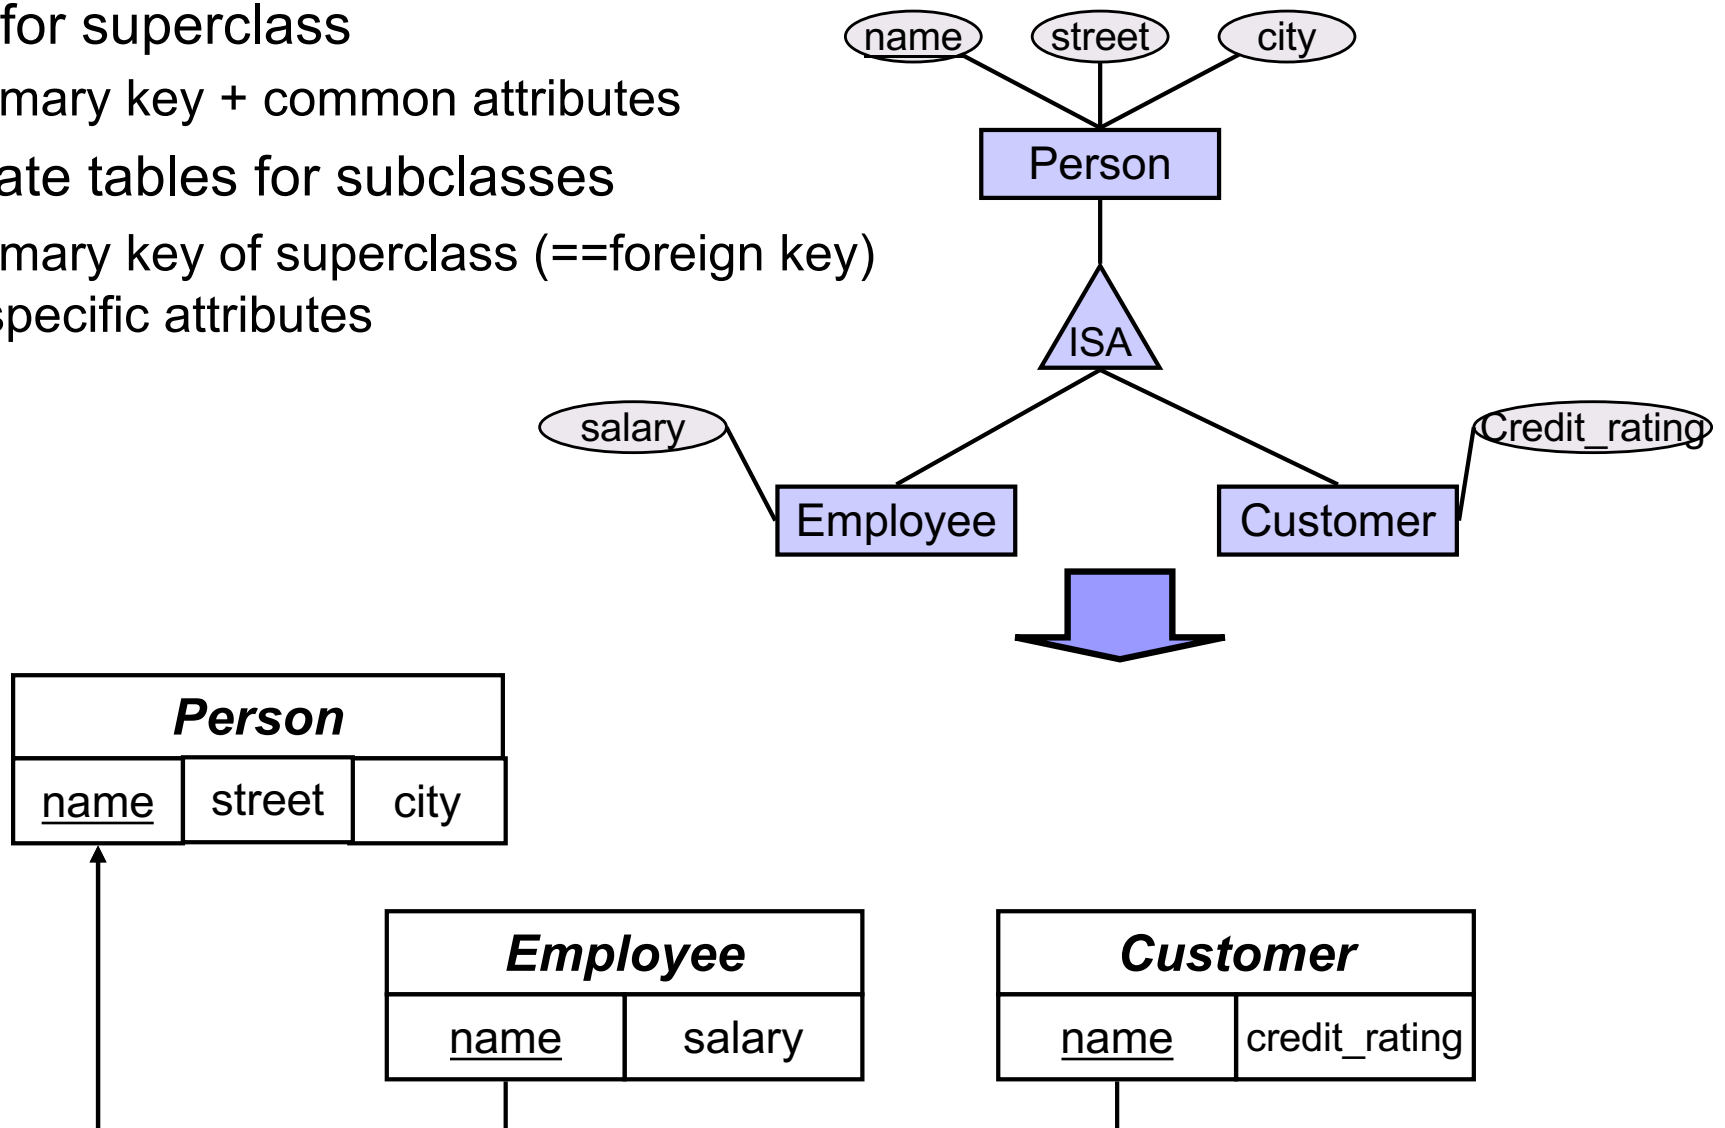 for superclass
mary key + common attributes
ate tables for subclasses
mary key of superclass (==foreign key)
specific attributes
name street city
Person
ISA
salary Credit_rating
Employee Customer
Person
name street city
Employee Customer
name salary name credit_rating